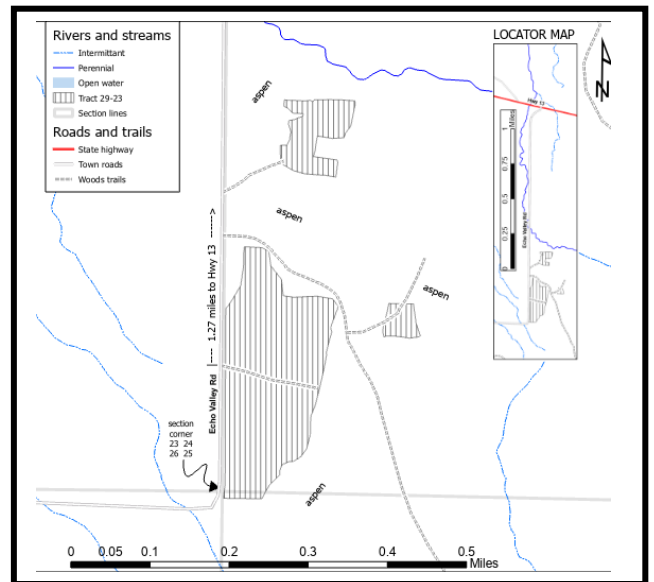 Rivers and streams
Intermittant
Perennial
Open water
Tract 29-23
Section lines
Roads and trails
State highway
Town roads
Woods trails
LOCATOR MAP
N
Hwy 13
Miles
1
0.75
0.5
0.25
0
Echo Valley Rd
aspen
aspen
aspen
aspen
|---- 1.27 miles to Hwy 13 ------>
Echo Valley Rd
section
corner
23 24
26 25
0 0.05 0.1 0.2 0.3 0.4 0.5
Miles